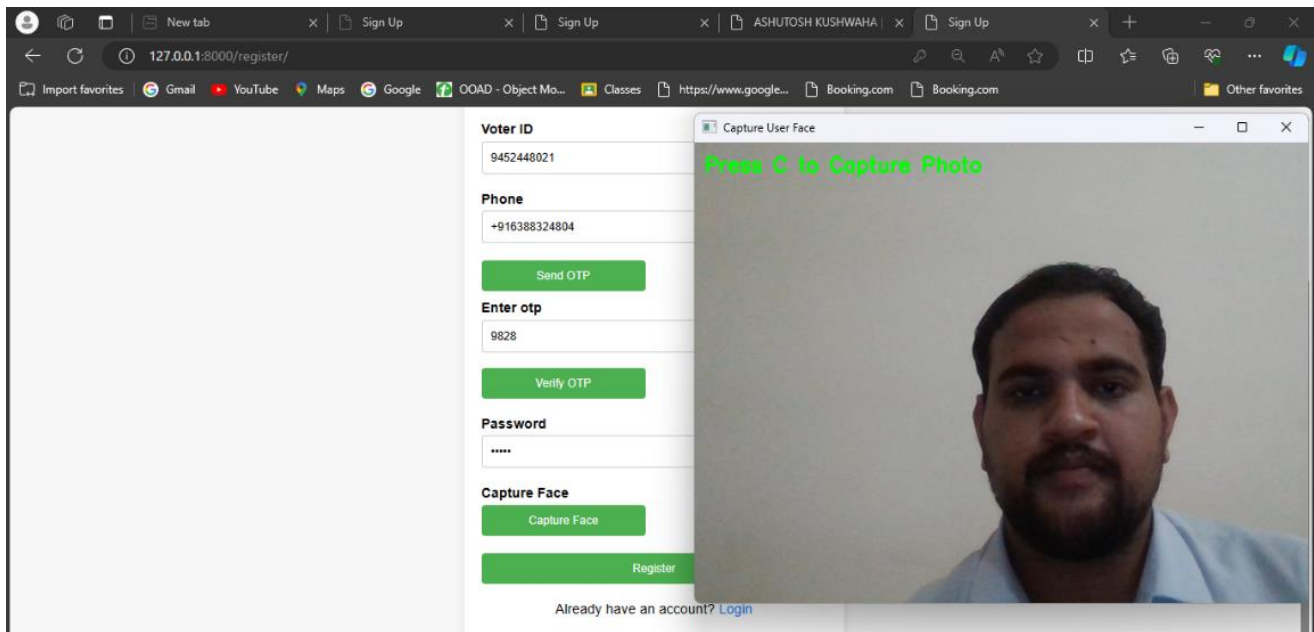 New tab
Sign Up
Sign Up
ASHUTOSH KUSHWAHA |
Sign Up
127.0.0.1:8000/register/
Import favorites
Gmail
YouTube
Maps
Google
OOAD - Object Mo...
Classes
https://www.google...
Booking.com
Booking.com
Other favorites
Voter ID
9452448021
Phone
+916388324804
Send OTP
Enter otp
9828
Verify OTP
Password
•••••
Capture Face
Capture Face
Register
Already have an account? Login
Capture User Face
Press C to Capture Photo